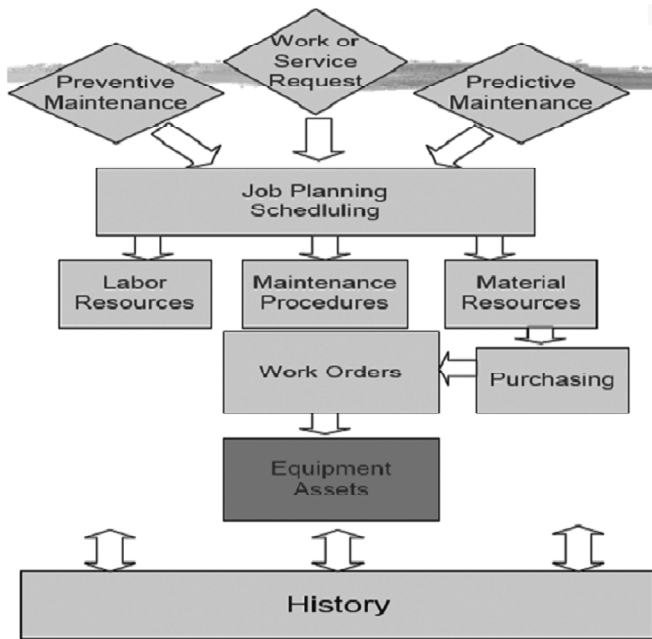 Work or
Service
Request
Preventive
Maintenance
Predictive
Maintenance
Job Planning
Schedluling
Labor
Resources
Maintenance
Procedures
Material
Resources
Work Orders
Purchasing
Equipment
Assets
History